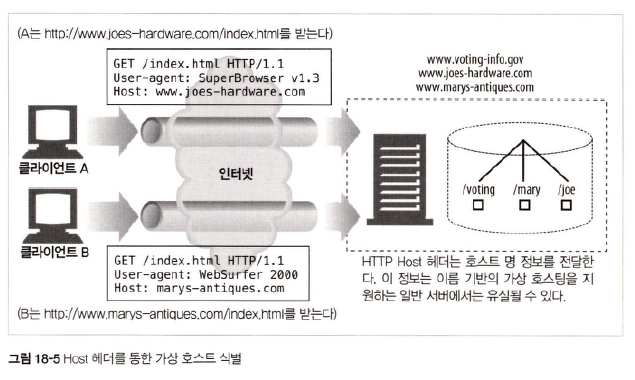 (A는 http://www.joes-hardware.com/index.html를 받는다)
GET /index.html HTTP/1.1
User-agent: SuperBrowser v1.3
Host: www.joes-hardware.com
www.voting-info.gov
www.joes-hardware.com
www.marys-antiques.com
클라이언트 A
인터넷
/voting /mary /joe
클라이언트 B
GET /index.html HTTP/1.1
User-agent: WebSurfer 2000
Host: marys-antiques.com
HTTP Host 헤더는 호스트 명 정보를 전달한
다. 이 정보는 이름 기반의 가상 호스팅을 지
원하는 일반 서버에서는 유실될 수 있다.
(B는 http://www.marys-antiques.com/index.html를 받는다)
그림 18-5 Host 헤더를 통한 가상 호스트 식별